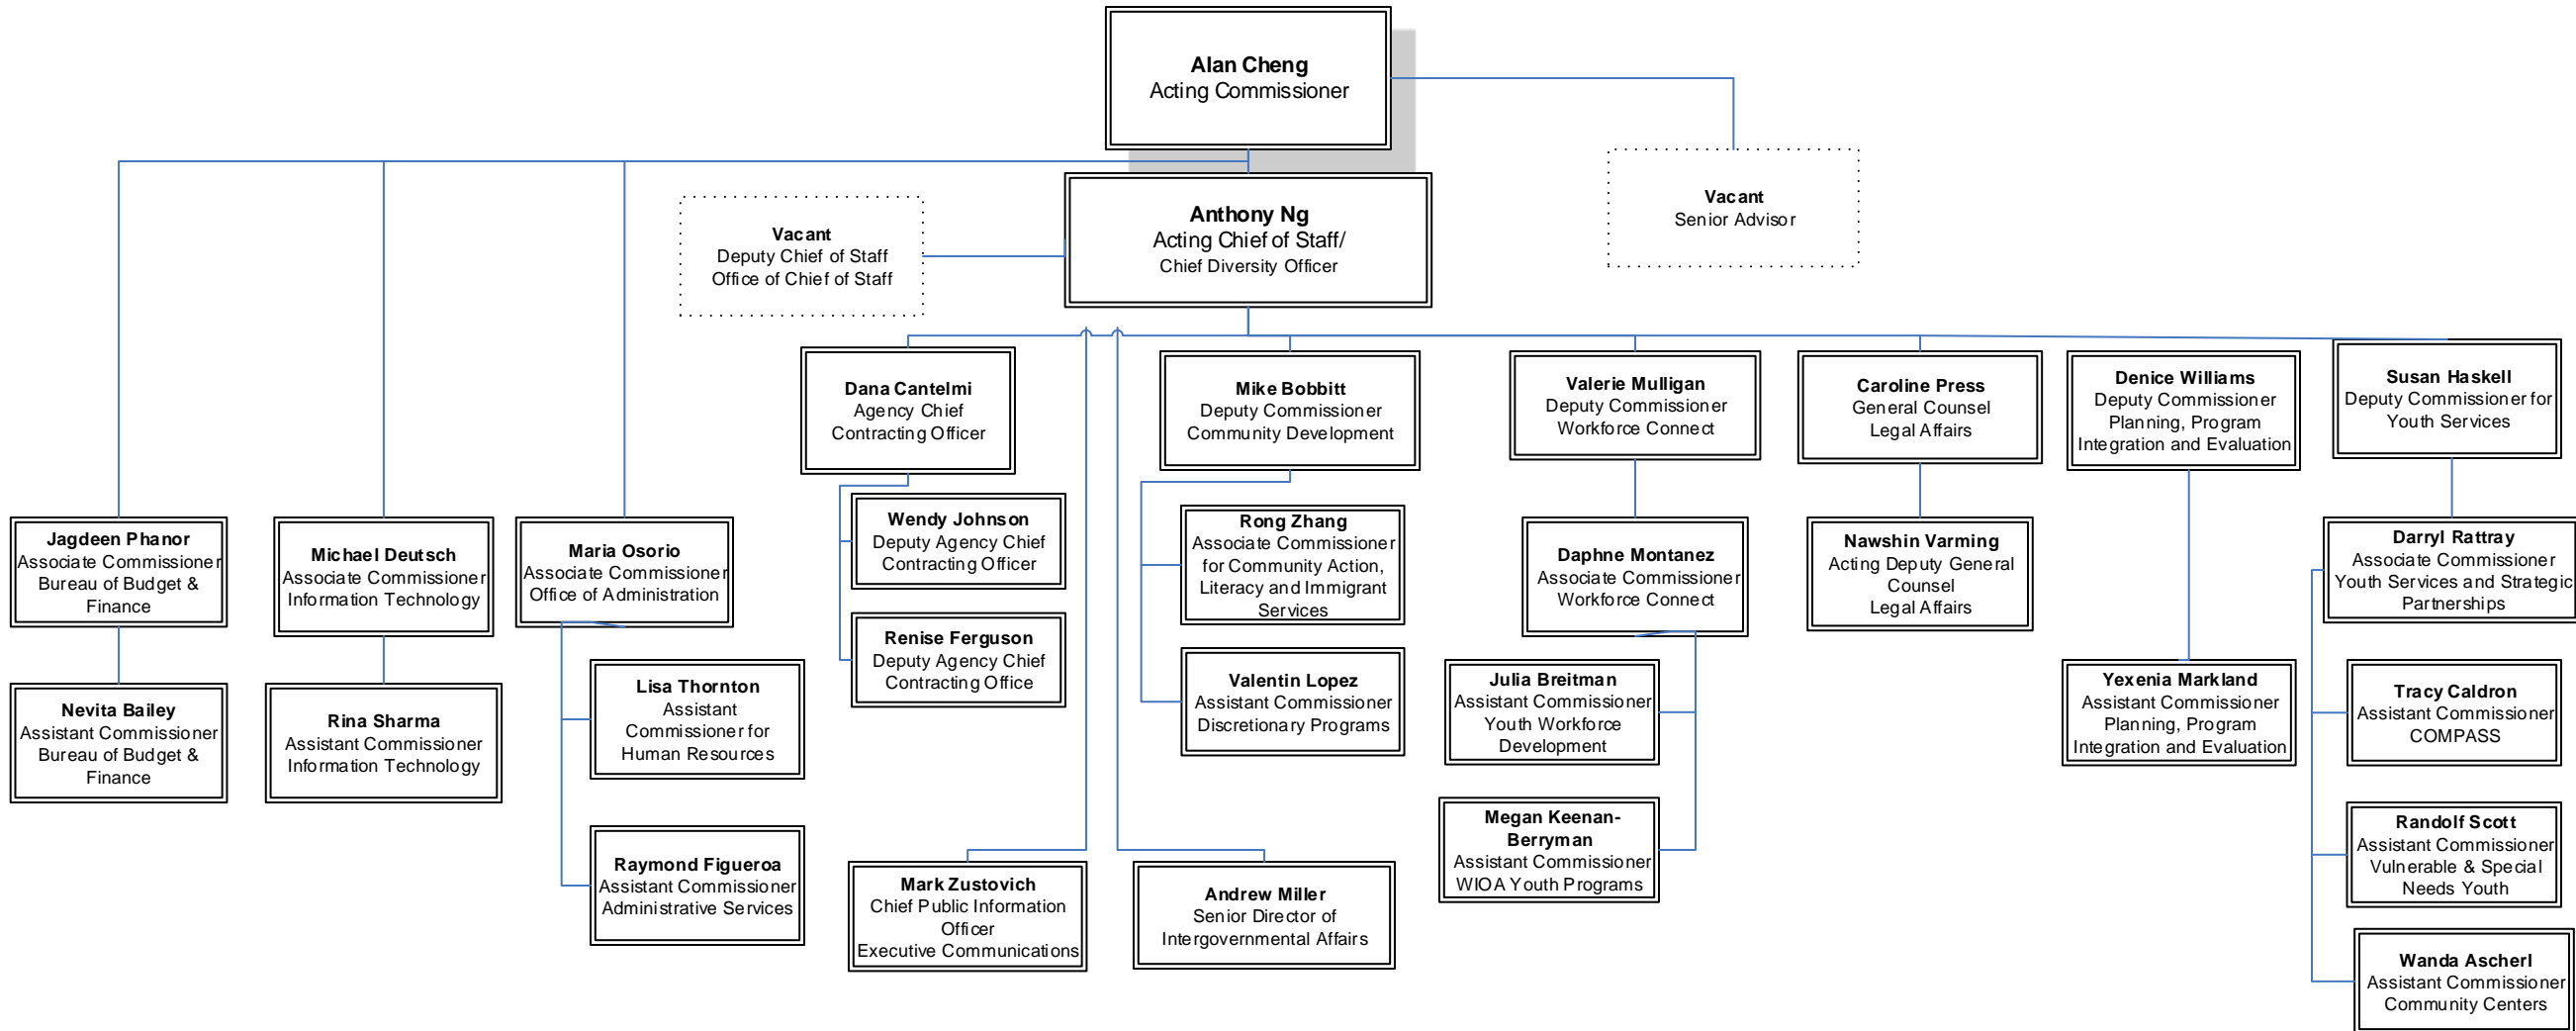 Alan Cheng
Acting Commissioner
Vacant
Senior Advisor
Anthony Ng
Acting Chief of Staff/
Chief Diversity Officer
Vacant
Deputy Chief of Staff
Office of Chief of Staff
Dana Cantelmi
Agency Chief
Contracting Officer
Mike Bobbitt
Deputy Commissioner
Community Development
Valerie Mulligan
Deputy Commissioner
Workforce Connect
Caroline Press
General Counsel
Legal Affairs
Denice Williams
Deputy Commissioner
Planning, Program
Integration and Evaluation
Susan Haskell
Deputy Commissioner for
Youth Services
Jagdeen Phanor
Associate Commissioner
Bureau of Budget &
Finance
Michael Deutsch
Associate Commissioner
Information Technology
Maria Osorio
Associate Commissioner
Office of Administration
Wendy Johnson
Deputy Agency Chief
Contracting Officer
Rong Zhang
Associate Commissioner
for Community Action,
Literacy and Immigrant
Services
Daphne Montanez
Associate Commissioner
Workforce Connect
Nawshin Varming
Acting Deputy General
Counsel
Legal Affairs
Darryl Rattray
Associate Commissioner
Youth Services and Strategic
Partnerships
Renise Ferguson
Deputy Agency Chief
Contracting Office
Nevita Bailey
Assistant Commissioner
Bureau of Budget &
Finance
Rina Sharma
Assistant Commissioner
Information Technology
Lisa Thornton
Assistant
Commissioner for
Human Resources
Valentin Lopez
Assistant Commissioner
Discretionary Programs
Julia Breitman
Assistant Commissioner
Youth Workforce
Development
Yexenia Markland
Assistant Commissioner
Planning, Program
Integration and Evaluation
Tracy Caldron
Assistant Commissioner
COMPASS
Raymond Figueroa
Assistant Commissioner
Administrative Services
Mark Zustovich
Chief Public Information
Officer
Executive Communications
Andrew Miller
Senior Director of
Intergovernmental Affairs
Megan Keenan-
Berryman
Assistant Commissioner
WIOA Youth Programs
Randolf Scott
Assistant Commissioner
Vulnerable & Special
Needs Youth
Wanda Ascherl
Assistant Commissioner
Community Centers